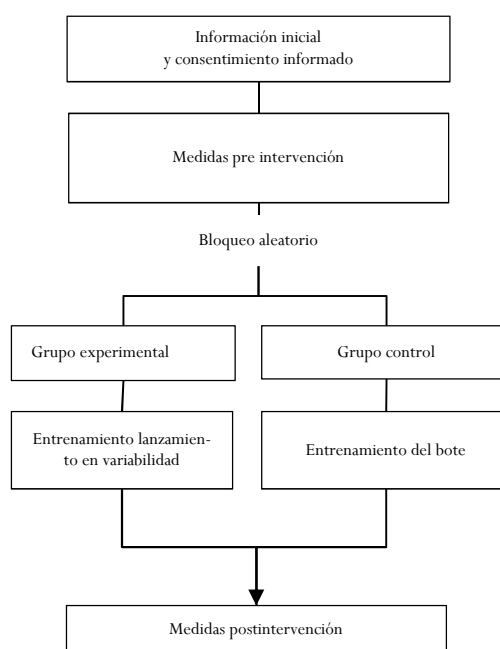 Información inicial
y consentimiento informado
Medidas pre intervención
Bloqueo aleatorio
Grupo experimental
Grupo control
Entrenamiento lanzamien-
to en variabilidad
Entrenamiento del bote
Medidas postintervención